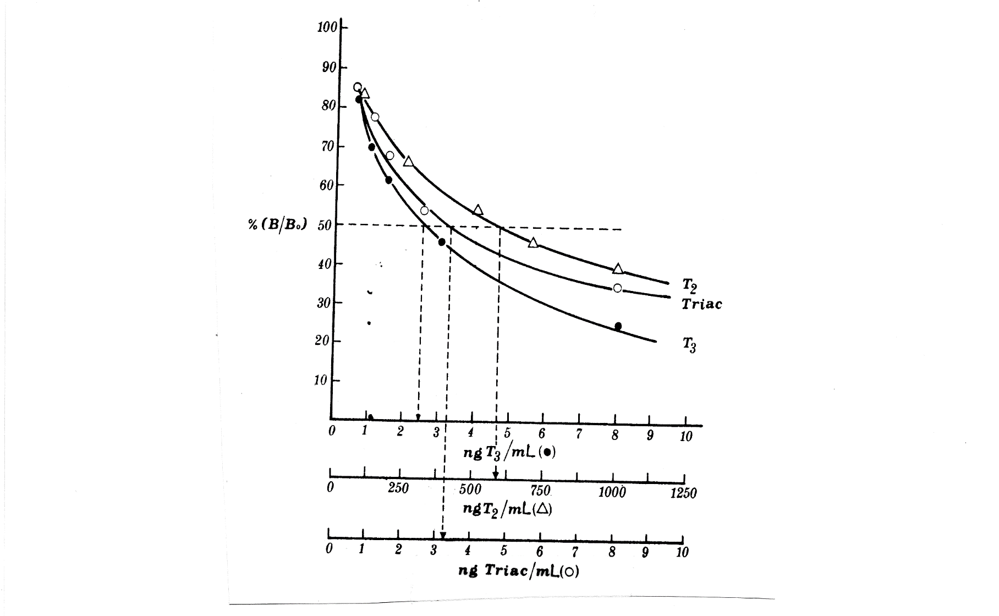 100
90
80
70
60
% (B/B₀) 50
40
30
20
10
T₂
Triac
T₃
0 1 2 3 4 5 6 7 8 9 10
ng T₃/mL (●)
0 250 500 750 1000 1250
ng T₂/mL (△)
0 1 2 3 4 5 6 7 8 9 10
ng Triac/mL (○)